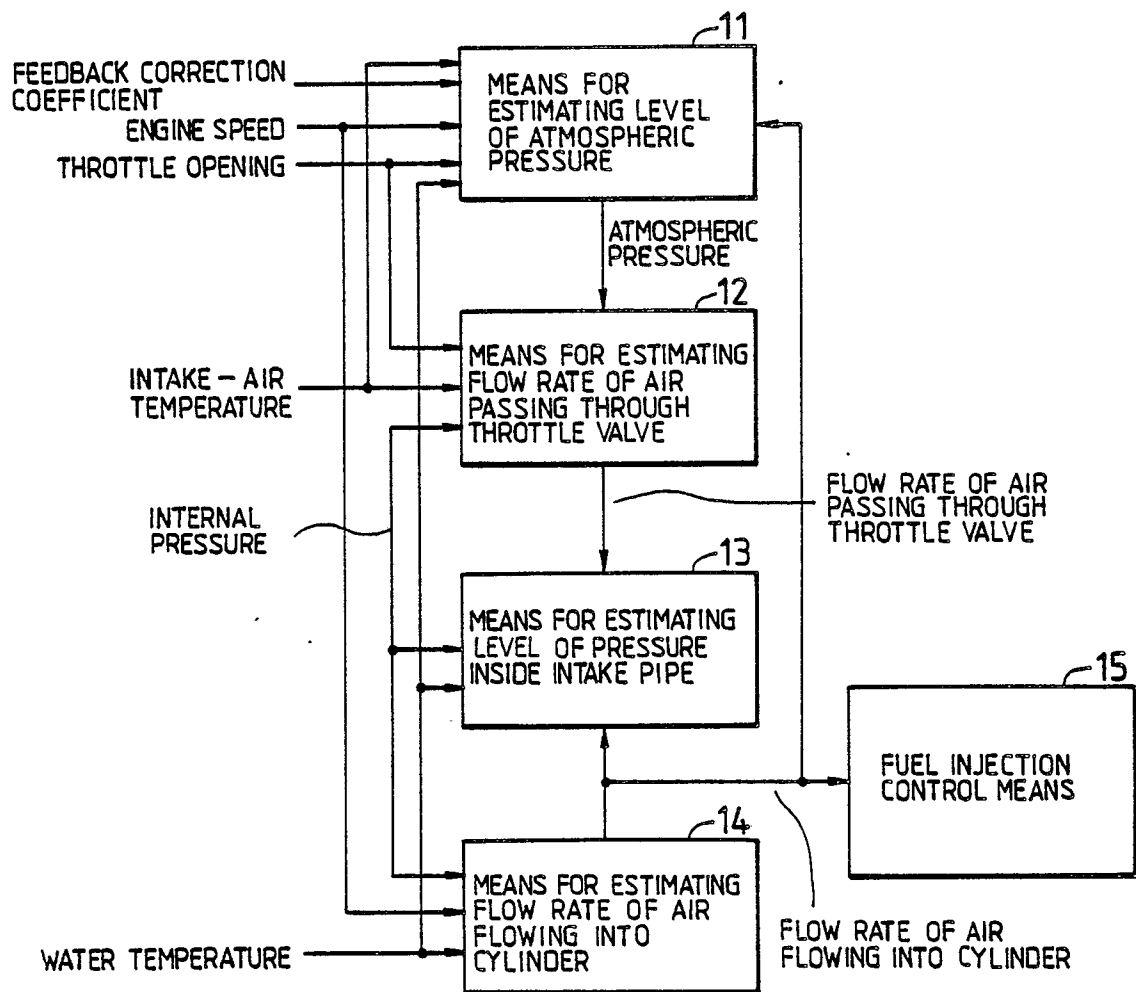 11
FEEDBACK CORRECTION
COEFFICIENT
ENGINE SPEED
THROTTLE OPENING
MEANS FOR
ESTIMATING LEVEL
OF ATMOSPHERIC
PRESSURE
ATMOSPHERIC
PRESSURE
12
INTAKE-AIR
TEMPERATURE
MEANS FOR ESTIMATING
FLOW RATE OF AIR
PASSING THROUGH
THROTTLE VALVE
INTERNAL
PRESSURE
FLOW RATE OF AIR
PASSING THROUGH
THROTTLE VALVE
13
MEANS FOR ESTIMATING
LEVEL OF PRESSURE
INSIDE INTAKE PIPE
15
FUEL INJECTION
CONTROL MEANS
14
MEANS FOR ESTIMATING
FLOW RATE OF AIR
FLOWING INTO
CYLINDER
WATER TEMPERATURE
FLOW RATE OF AIR
FLOWING INTO CYLINDER